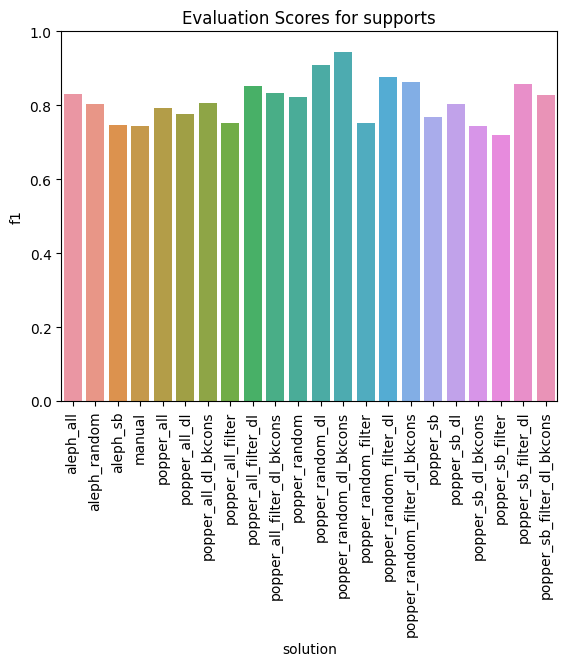 Evaluation Scores for supports
1.0
0.8
0.6
0.4
0.2
0.0
f1
aleph_all
aleph_random
aleph_sb
manual
popper_all
popper_all_dl
popper_all_dl_bkcons
popper_all_filter
popper_all_filter_dl
popper_all_filter_dl_bkcons
popper_random
popper_random_dl
popper_random_dl_bkcons
popper_random_filter
popper_random_filter_dl
popper_random_filter_dl_bkcons
popper_sb
popper_sb_dl
popper_sb_dl_bkcons
popper_sb_filter
popper_sb_filter_dl
popper_sb_filter_dl_bkcons
solution